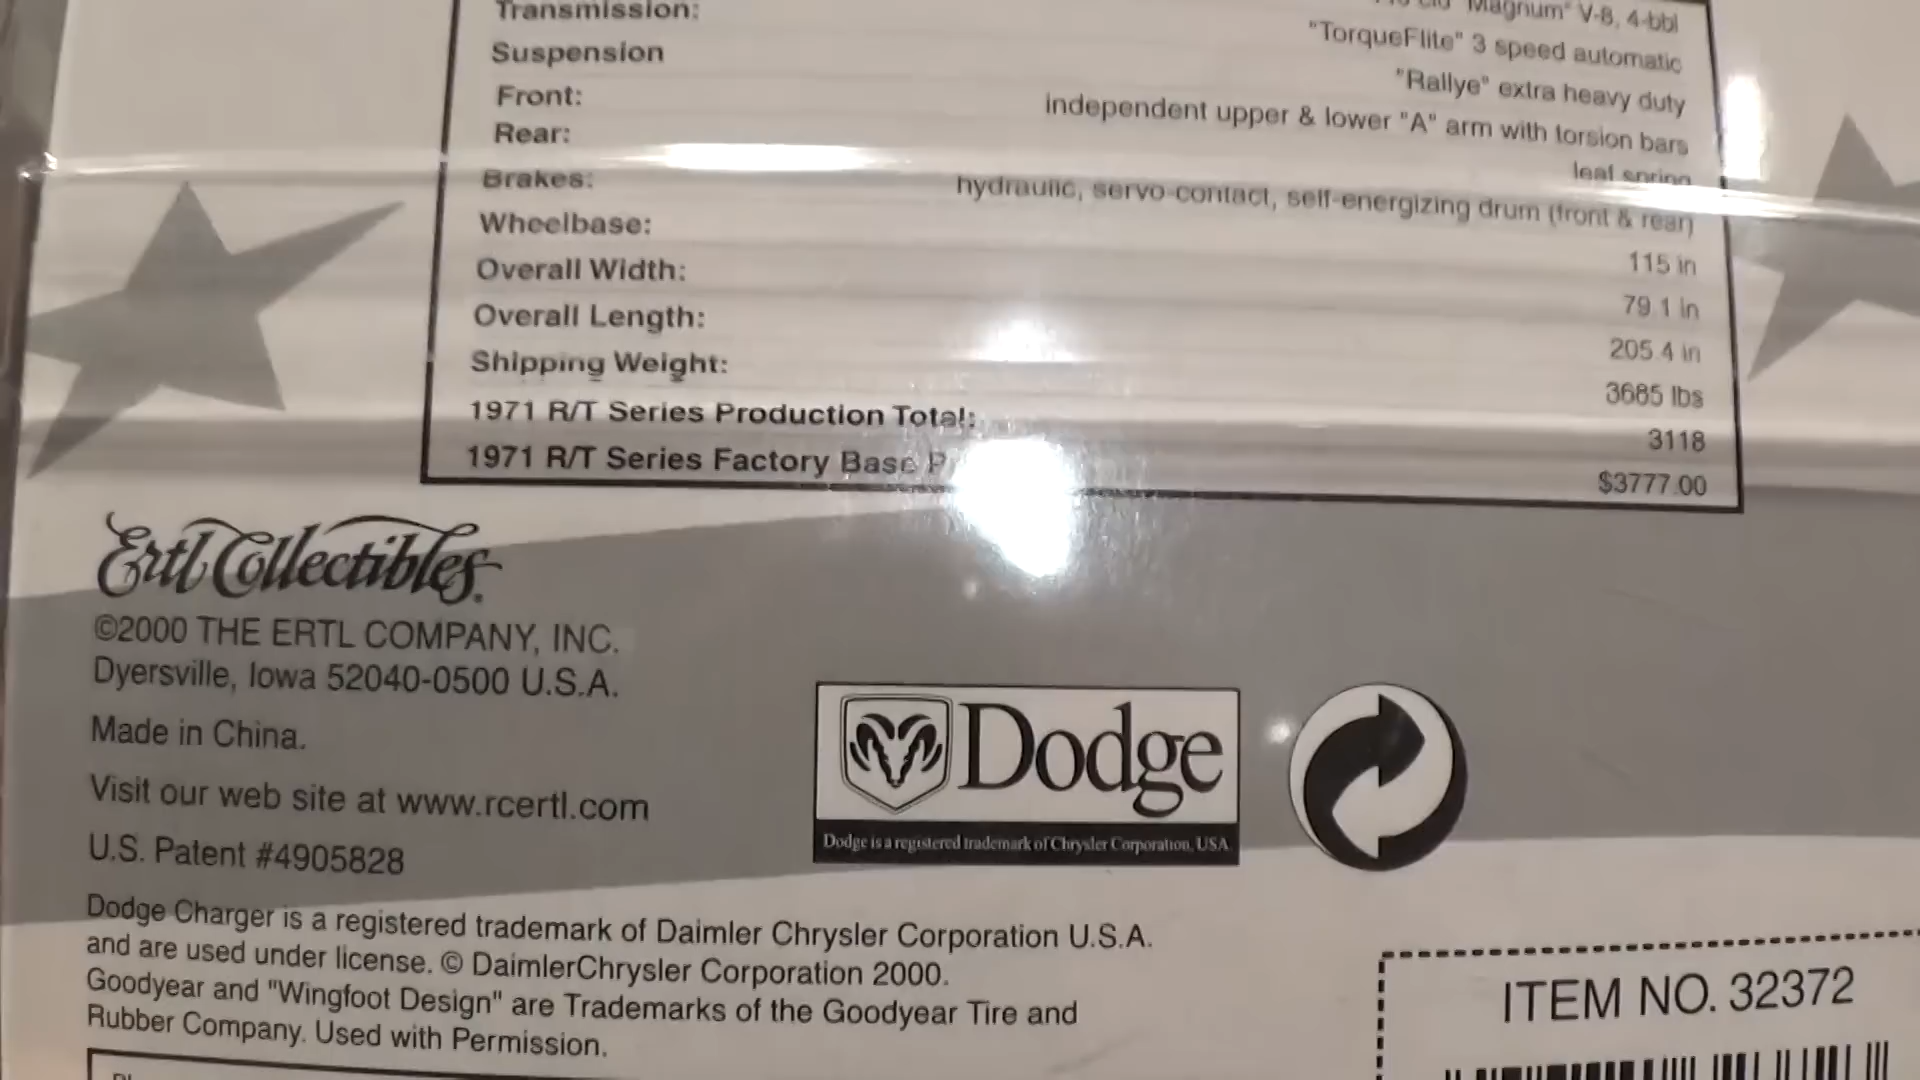 "Magnum" V-8, 4-bbl
Transmission: "TorqueFlite" 3 speed automatic
Suspension "Rallye" extra heavy duty
Front: independent upper & lower "A" arm with torsion bars
Rear: leaf spring
Brakes: hydraulic, servo-contact, self-energizing drum (front & rear)
Wheelbase: 115 in
Overall Width: 79.1 in
Overall Length: 205.4 in
Shipping Weight: 3685 lbs
1971 R/T Series Production Total: 3118
1971 R/T Series Factory Base $3777.00
Ertl Collectibles.
©2000 THE ERTL COMPANY, INC.
Dyersville, Iowa 52040-0500 U.S.A.
Made in China.
Visit our web site at www.rcertl.com
U.S. Patent #4905828
Dodge
Dodge is a registered trademark of Chrysler Corporation, USA
Dodge Charger is a registered trademark of Daimler Chrysler Corporation U.S.A.
and are used under license. © DaimlerChrysler Corporation 2000.
Goodyear and "Wingfoot Design" are Trademarks of the Goodyear Tire and
Rubber Company. Used with Permission.
ITEM NO. 32372